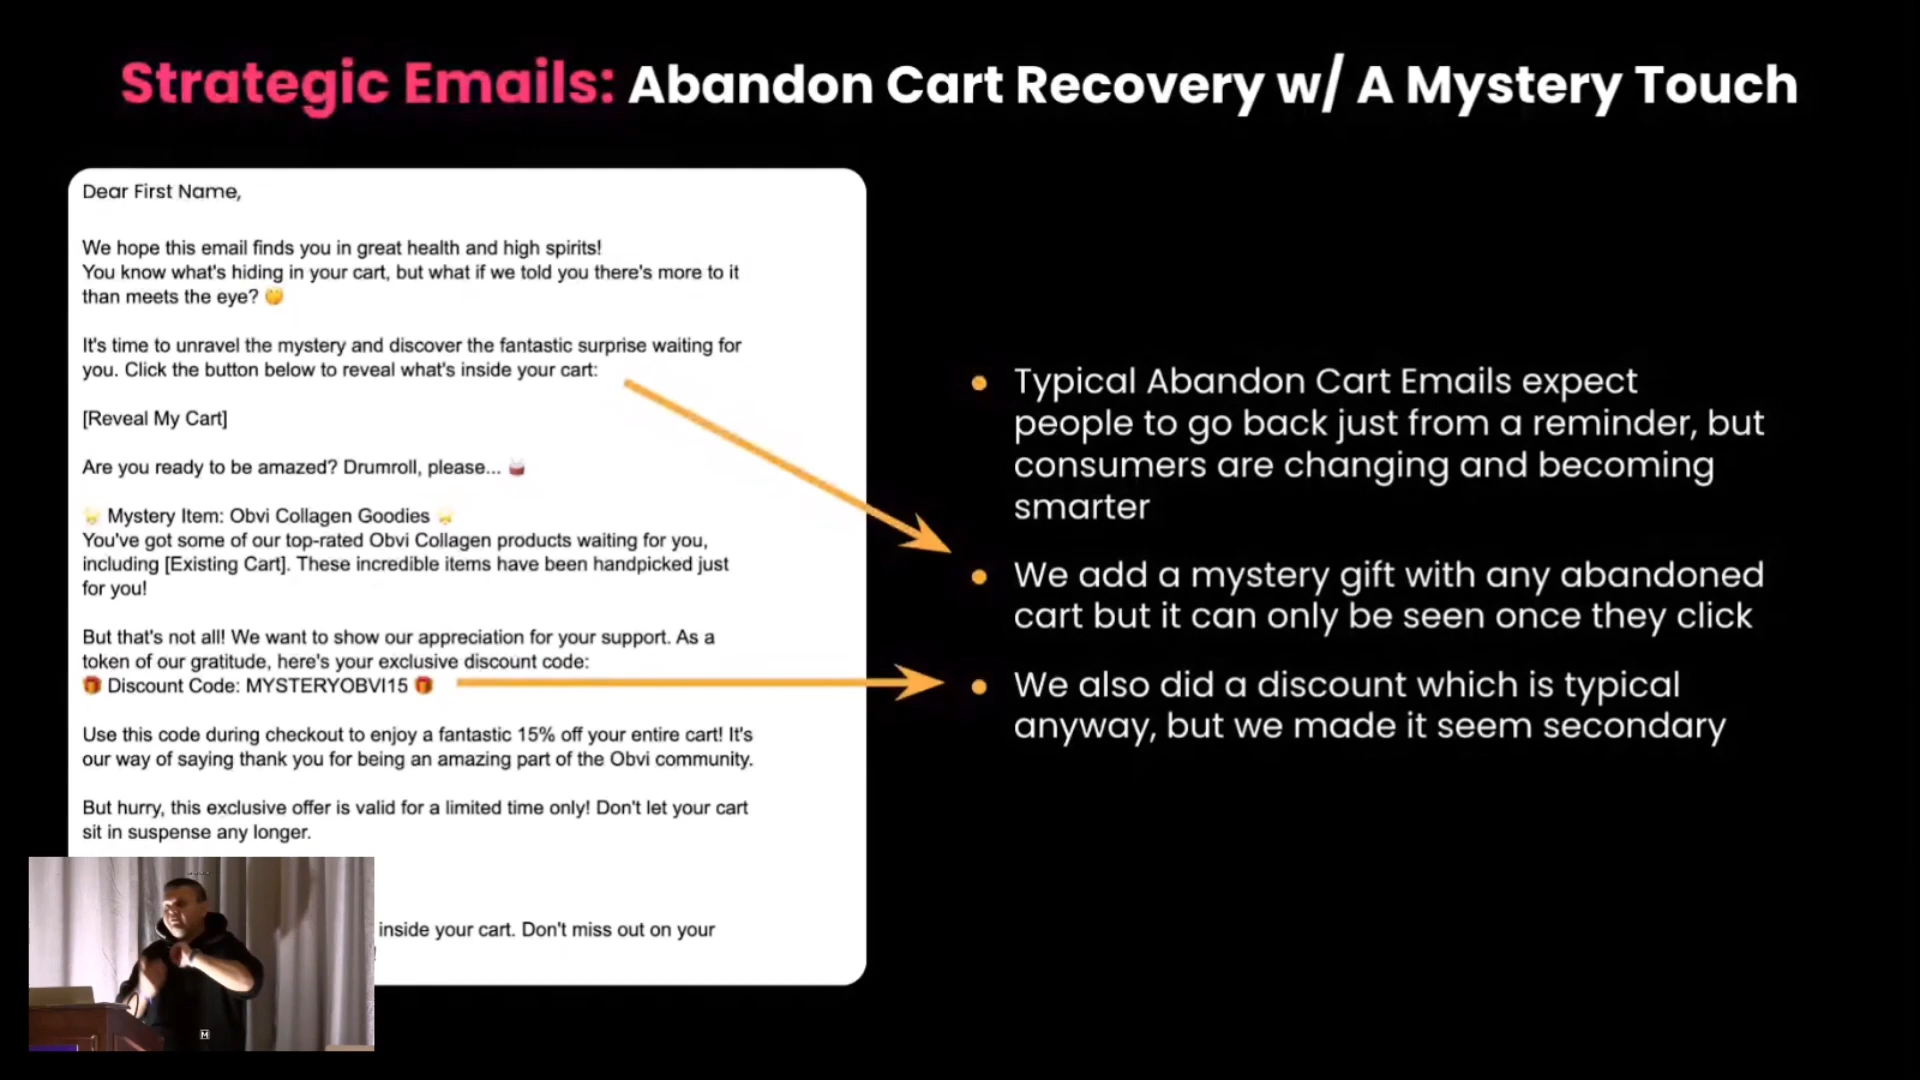 Strategic Emails: Abandon Cart Recovery w/ A Mystery Touch
Dear First Name,
We hope this email finds you in great health and high spirits!
You know what's hiding in your cart, but what if we told you there's more to it
than meets the eye? 🤭
It's time to unravel the mystery and discover the fantastic surprise waiting for
you. Click the button below to reveal what's inside your cart:
[Reveal My Cart]
Are you ready to be amazed? Drumroll, please... 🥁
🌟 Mystery Item: Obvi Collagen Goodies 🌟
You've got some of our top-rated Obvi Collagen products waiting for you,
including [Existing Cart]. These incredible items have been handpicked just
for you!
But that's not all! We want to show our appreciation for your support. As a
token of our gratitude, here's your exclusive discount code:
🎁 Discount Code: MYSTERYOBVI15 🎁
Use this code during checkout to enjoy a fantastic 15% off your entire cart! It's
our way of saying thank you for being an amazing part of the Obvi community.
But hurry, this exclusive offer is valid for a limited time only! Don't let your cart
sit in suspense any longer.
inside your cart. Don't miss out on your
!
• Typical Abandon Cart Emails expect
people to go back just from a reminder, but
consumers are changing and becoming
smarter
• We add a mystery gift with any abandoned
cart but it can only be seen once they click
• We also did a discount which is typical
anyway, but we made it seem secondary
M